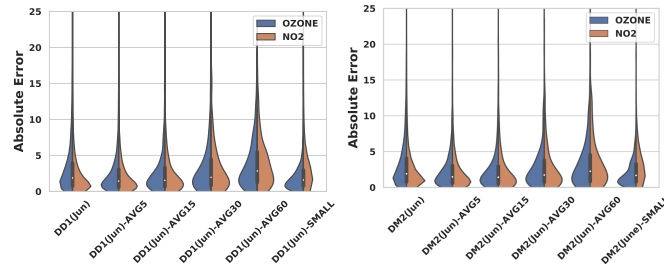 25
20
15
10
5
0
Absolute Error
OZONE
NO2
DD1(Jun)
DD1(Jun)-AVG5
DD1(Jun)-AVG15
DD1(Jun)-AVG30
DD1(Jun)-AVG60
DD1(Jun)-SMALL
25
20
15
10
5
0
Absolute Error
OZONE
NO2
DM2(Jun)
DM2(Jun)-AVG5
DM2(Jun)-AVG15
DM2(Jun)-AVG30
DM2(Jun)-AVG60
DM2(June)-SMALL